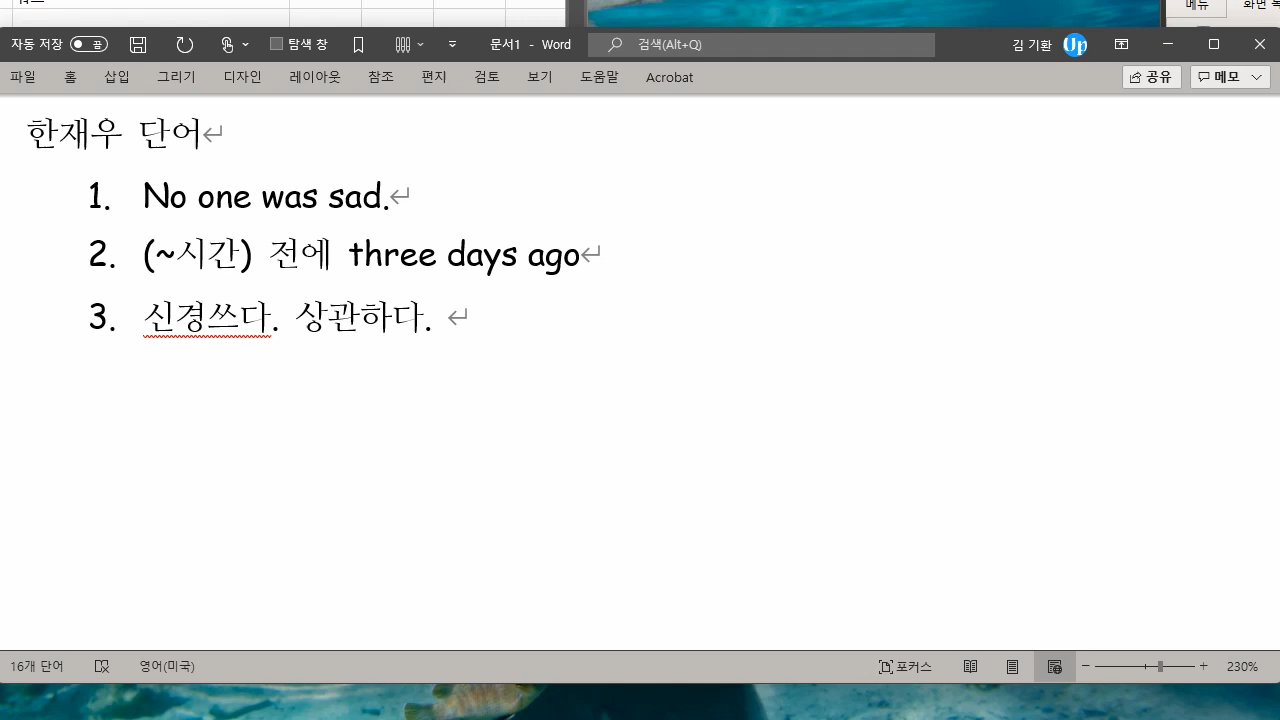 자동 저장 끔 탐색 창 문서1 - Word 검색(Alt+Q) 김 기환 Up
파일 홈 삽입 그리기 디자인 레이아웃 참조 편지 검토 보기 도움말 Acrobat 공유 메모
한재우 단어↵
1. No one was sad.↵
2. (~시간) 전에 three days ago↵
3. 신경쓰다. 상관하다. ↵
16개 단어 영어(미국) 포커스 - + 230%
메뉴